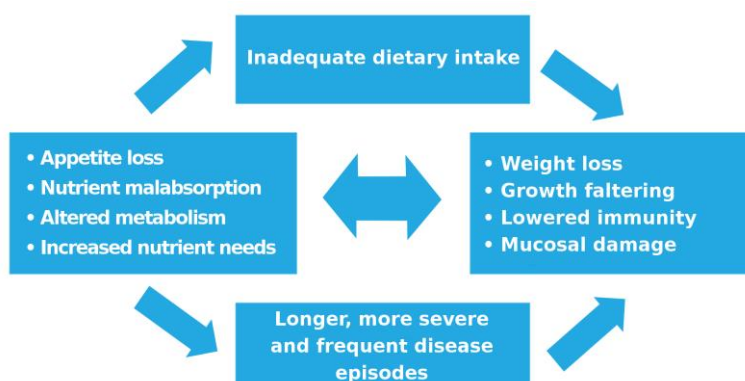 Inadequate dietary intake
• Appetite loss
• Nutrient malabsorption
• Altered metabolism
• Increased nutrient needs
• Weight loss
• Growth faltering
• Lowered immunity
• Mucosal damage
Longer, more severe
and frequent disease
episodes